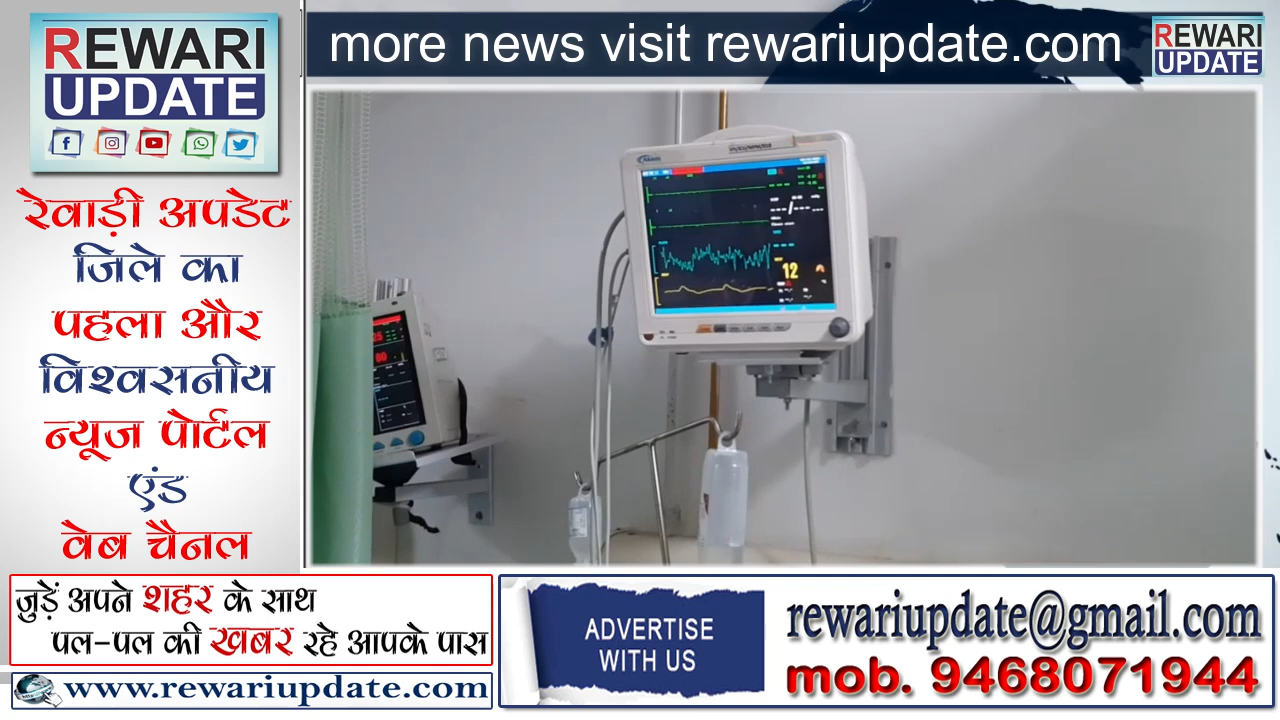 REWARI
UPDATE
रेवाड़ी अपडेट
जिले का
पहला और
विश्वसनीय
न्यूज पोर्टल
एंड
वेब चैनल
more news visit rewariupdate.com
REWARI
UPDATE
12
जुड़ें अपने शहर के साथ
पल-पल की खबर रहे आपके पास
www.rewariupdate.com
ADVERTISE
WITH US
rewariupdate@gmail.com
mob. 9468071944